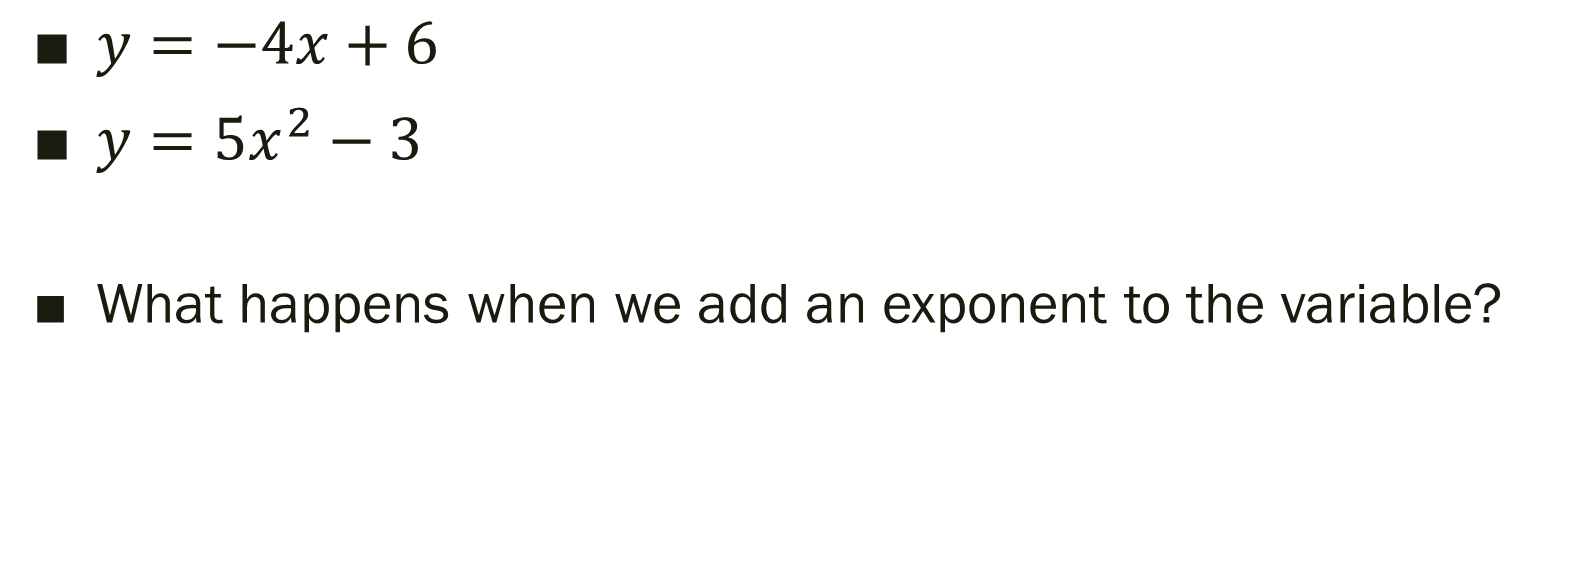 ■ y = −4x + 6
■ y = 5x² − 3
■ What happens when we add an exponent to the variable?